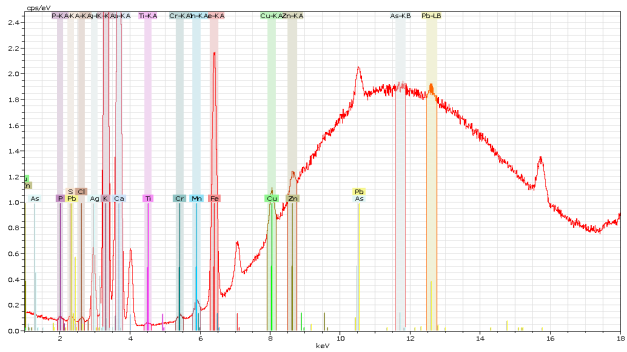 cps/eV
P-KA
Ti-KA
Cu-KA
Zn-KA
As-KB
Pb-LB
2.4
2.2
2.0
1.8
1.6
1.4
1.2
1.0
0.8
0.6
0.4
0.2
0.0
S Cl Pb
As P Pb Ag K Ca Ti Cr Mn Fe Cu Zn As
2 4 6 8 10 12 14 16 18
keV